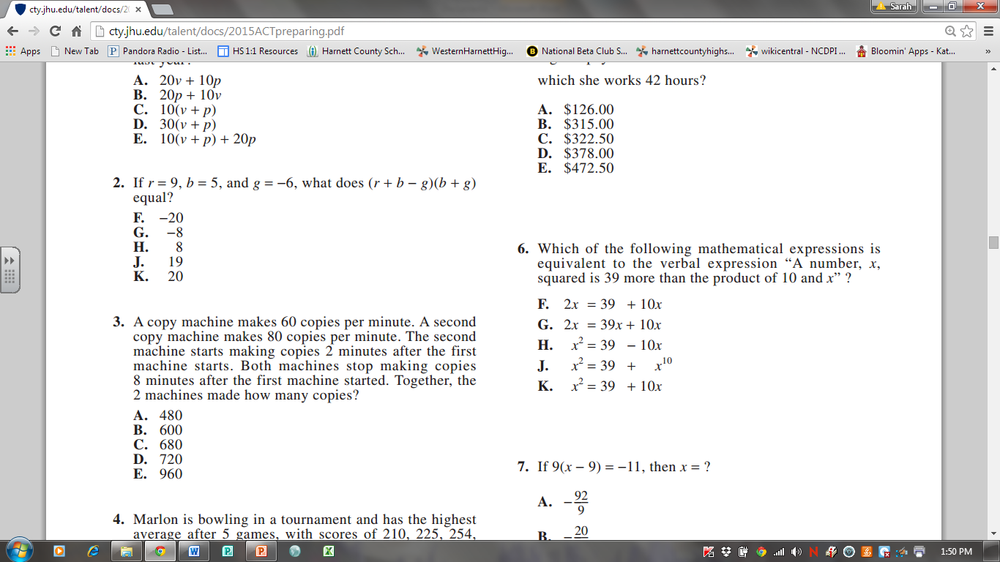 cty.jhu.edu/talent/docs/20
Sarah
cty.jhu.edu/talent/docs/2015ACTpreparing.pdf
Apps New Tab Pandora Radio - List... HS 1:1 Resources Harnett County Sch... WesternHarnettHig... National Beta Club S... harnettcountyhighs... wikicentral - NCDPI ... Bloomin' Apps - Kat... »
last year?
A. 20v + 10p
B. 20p + 10v
C. 10(v + p)
D. 30(v + p)
E. 10(v + p) + 20p
2. If r = 9, b = 5, and g = −6, what does (r + b − g)(b + g)
equal?
F. −20
G. −8
H. 8
J. 19
K. 20
3. A copy machine makes 60 copies per minute. A second
copy machine makes 80 copies per minute. The second
machine starts making copies 2 minutes after the first
machine starts. Both machines stop making copies
8 minutes after the first machine started. Together, the
2 machines made how many copies?
A. 480
B. 600
C. 680
D. 720
E. 960
4. Marlon is bowling in a tournament and has the highest
average after 5 games, with scores of 210, 225, 254,
which she works 42 hours?
A. $126.00
B. $315.00
C. $322.50
D. $378.00
E. $472.50
6. Which of the following mathematical expressions is
equivalent to the verbal expression “A number, x,
squared is 39 more than the product of 10 and x” ?
F. 2x = 39 + 10x
G. 2x = 39x + 10x
H. x² = 39 − 10x
J. x² = 39 + x¹⁰
K. x² = 39 + 10x
7. If 9(x − 9) = −11, then x = ?
A. −92/9
B. −20
1:50 PM